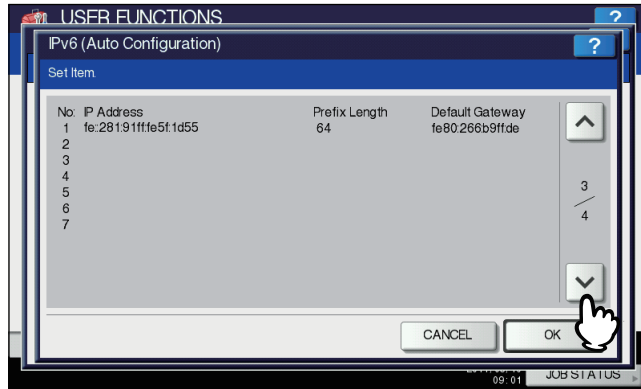 USER FUNCTIONS
?
IPv6 (Auto Configuration)
?
Set Item.
No: IP Address Prefix Length Default Gateway
1 fe::281:91ff:fe5f:1d55 64 fe80:266b9ff:de
2
3
4
5
6
7
3
4
CANCEL
OK
09:01
JOB STATUS